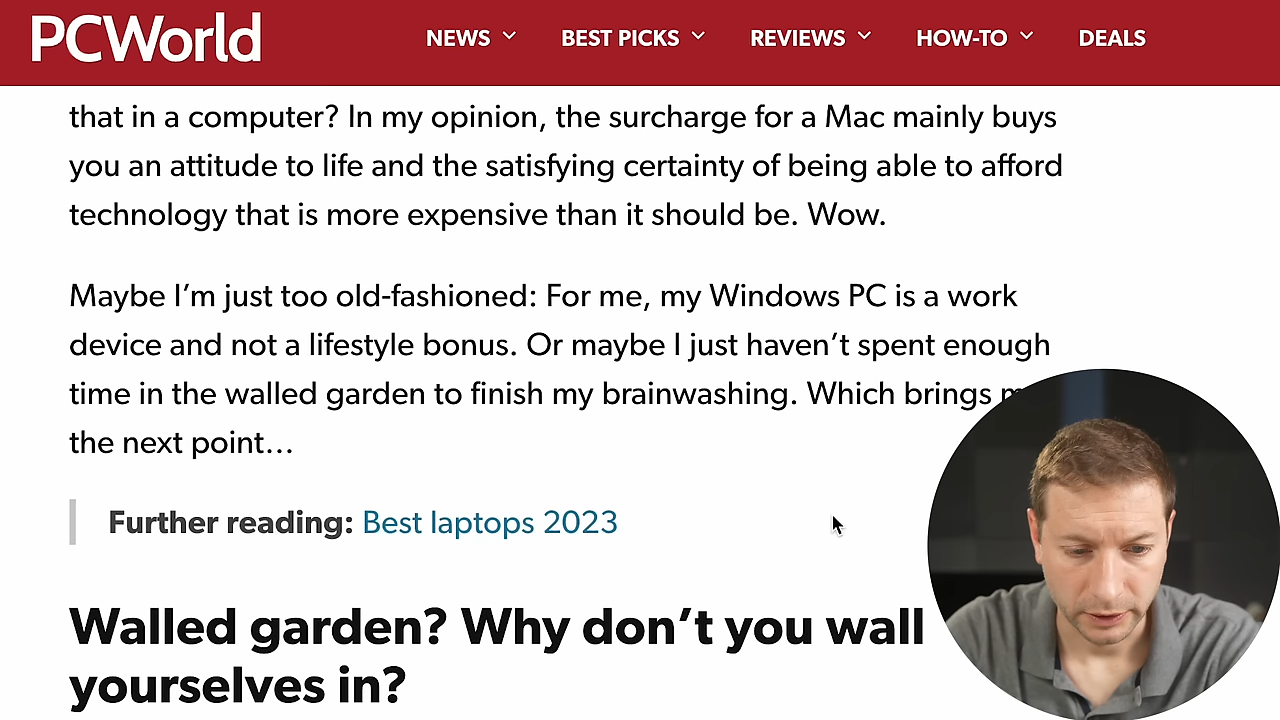 PCWorld
NEWS BEST PICKS REVIEWS HOW-TO DEALS
that in a computer? In my opinion, the surcharge for a Mac mainly buys
you an attitude to life and the satisfying certainty of being able to afford
technology that is more expensive than it should be. Wow.
Maybe I’m just too old-fashioned: For me, my Windows PC is a work
device and not a lifestyle bonus. Or maybe I just haven’t spent enough
time in the walled garden to finish my brainwashing. Which brings
the next point…
Further reading: Best laptops 2023
Walled garden? Why don’t you wall
yourselves in?